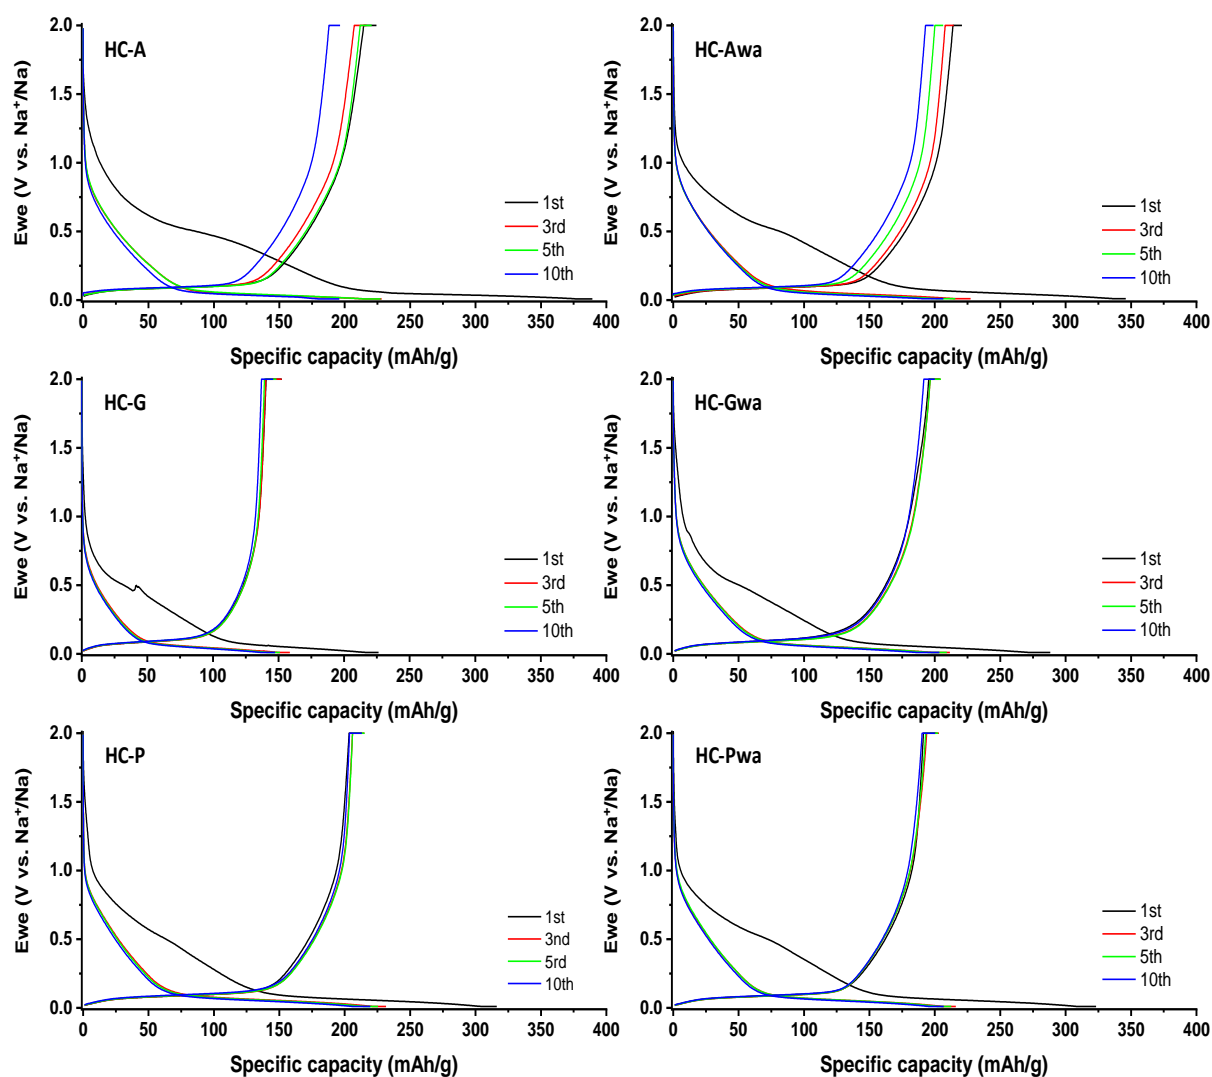 HC-A
Ewe (V vs. Na⁺/Na)
2.0
1.5
1.0
0.5
0.0
1st
3rd
5th
10th
0 50 100 150 200 250 300 350 400
Specific capacity (mAh/g)
HC-Awa
Ewe (V vs. Na⁺/Na)
2.0
1.5
1.0
0.5
0.0
1st
3rd
5th
10th
0 50 100 150 200 250 300 350 400
Specific capacity (mAh/g)
HC-G
Ewe (V vs. Na⁺/Na)
2.0
1.5
1.0
0.5
0.0
1st
3rd
5th
10th
0 50 100 150 200 250 300 350 400
Specific capacity (mAh/g)
HC-Gwa
Ewe (V vs. Na⁺/Na)
2.0
1.5
1.0
0.5
0.0
1st
3rd
5th
10th
0 50 100 150 200 250 300 350 400
Specific capacity (mAh/g)
HC-P
Ewe (V vs. Na⁺/Na)
2.0
1.5
1.0
0.5
0.0
1st
3nd
5rd
10th
0 50 100 150 200 250 300 350 400
Specific capacity (mAh/g)
HC-Pwa
Ewe (V vs. Na⁺/Na)
2.0
1.5
1.0
0.5
0.0
1st
3rd
5th
10th
0 50 100 150 200 250 300 350 400
Specific capacity (mAh/g)